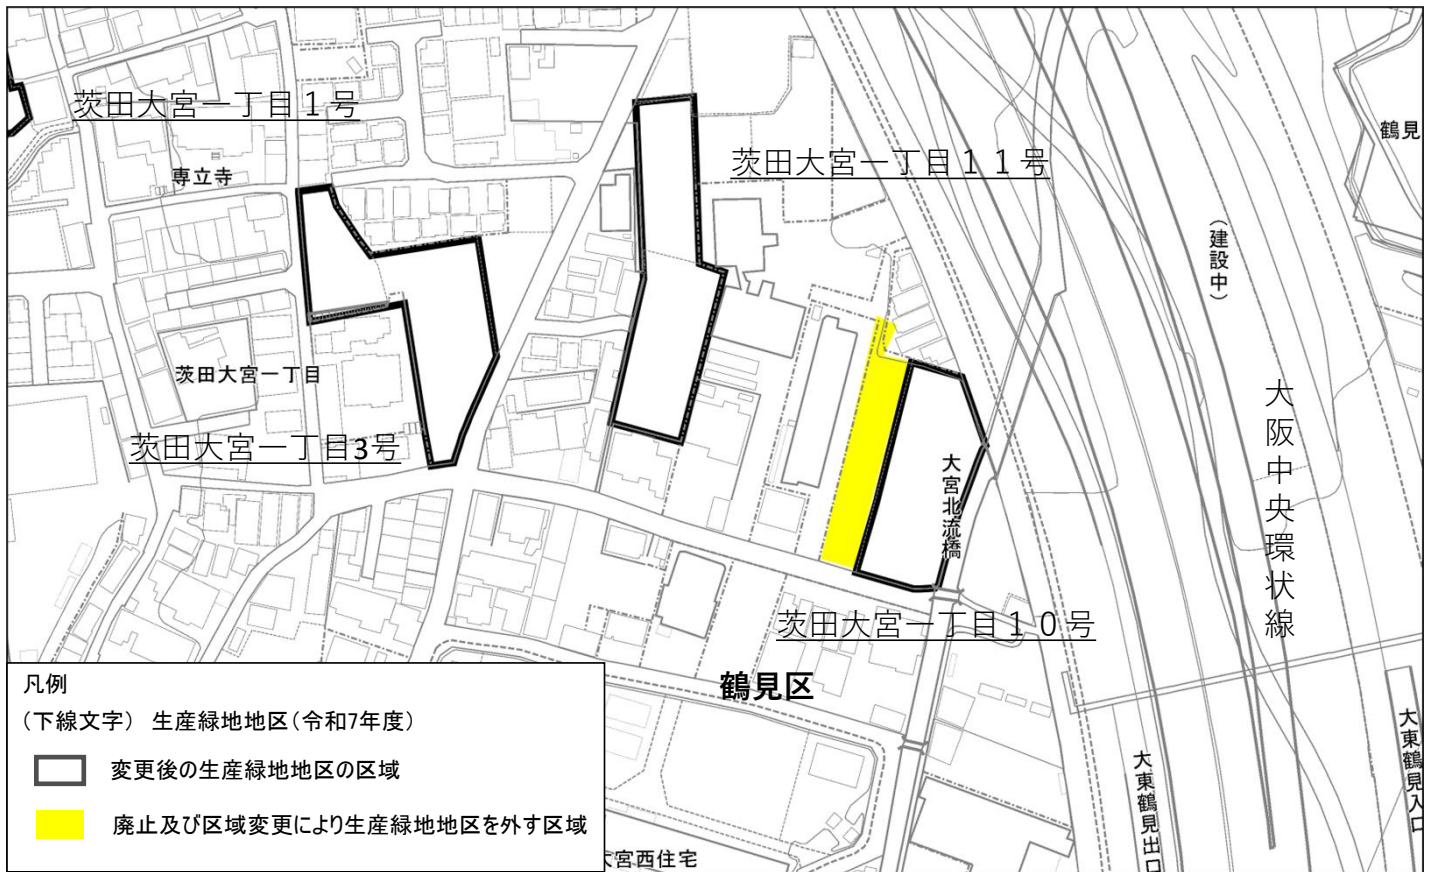 茨田大宮一丁目１号
専立寺
茨田大宮一丁目１１号
鶴見
（建設中）
茨田大宮一丁目
茨田大宮一丁目3号
大宮北流橋
大阪中央環状線
茨田大宮一丁目１０号
鶴見区
大東鶴見出口
大東鶴見入口
宮西住宅
凡例
（下線文字） 生産緑地地区（令和7年度）
変更後の生産緑地地区の区域
廃止及び区域変更により生産緑地地区を外す区域